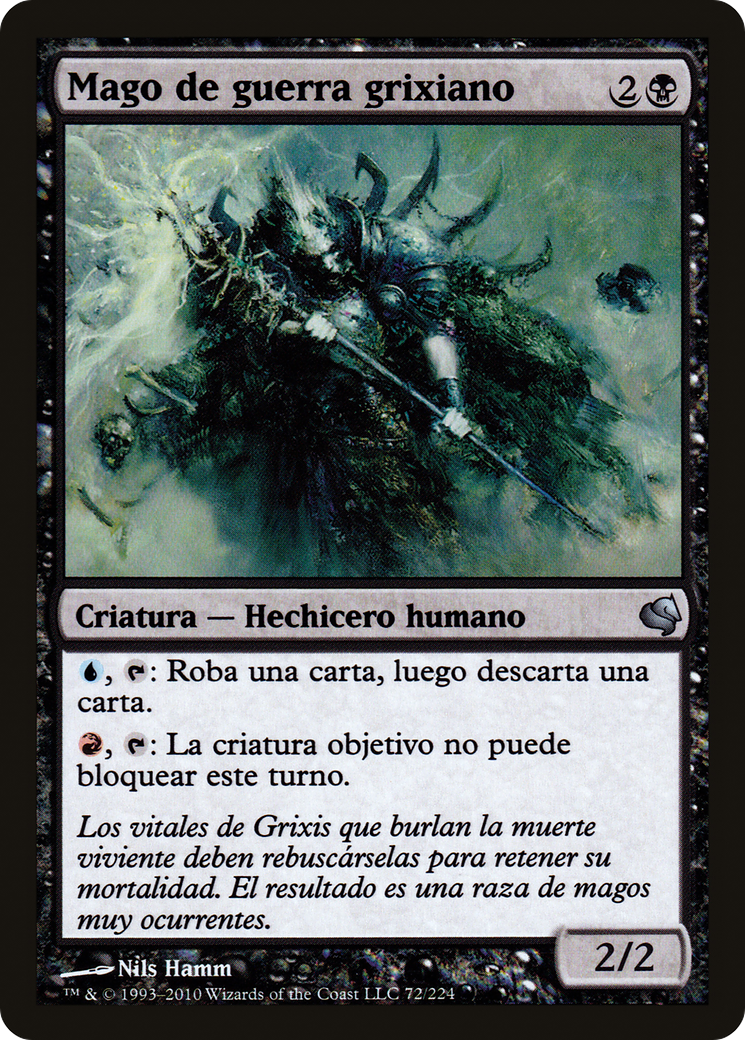 Mago de guerra grixiano 2
Criatura — Hechicero humano
, : Roba una carta, luego descarta una
carta.
, : La criatura objetivo no puede
bloquear este turno.
Los vitales de Grixis que burlan la muerte
viviente deben rebuscárselas para retener su
mortalidad. El resultado es una raza de magos
muy ocurrentes.
2/2
Nils Hamm
™ & © 1993–2010 Wizards of the Coast LLC 72/224